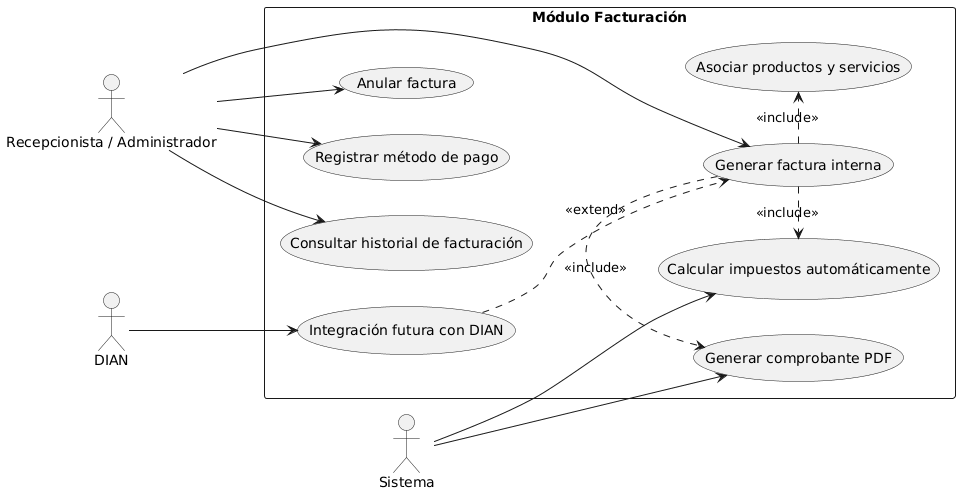 Módulo Facturación
Asociar productos y servicios
Anular factura
«include»
Recepcionista / Administrador
Registrar método de pago
Generar factura interna
«extend»
«include»
Consultar historial de facturación
«include»
Calcular impuestos automáticamente
Integración futura con DIAN
DIAN
Generar comprobante PDF
Sistema